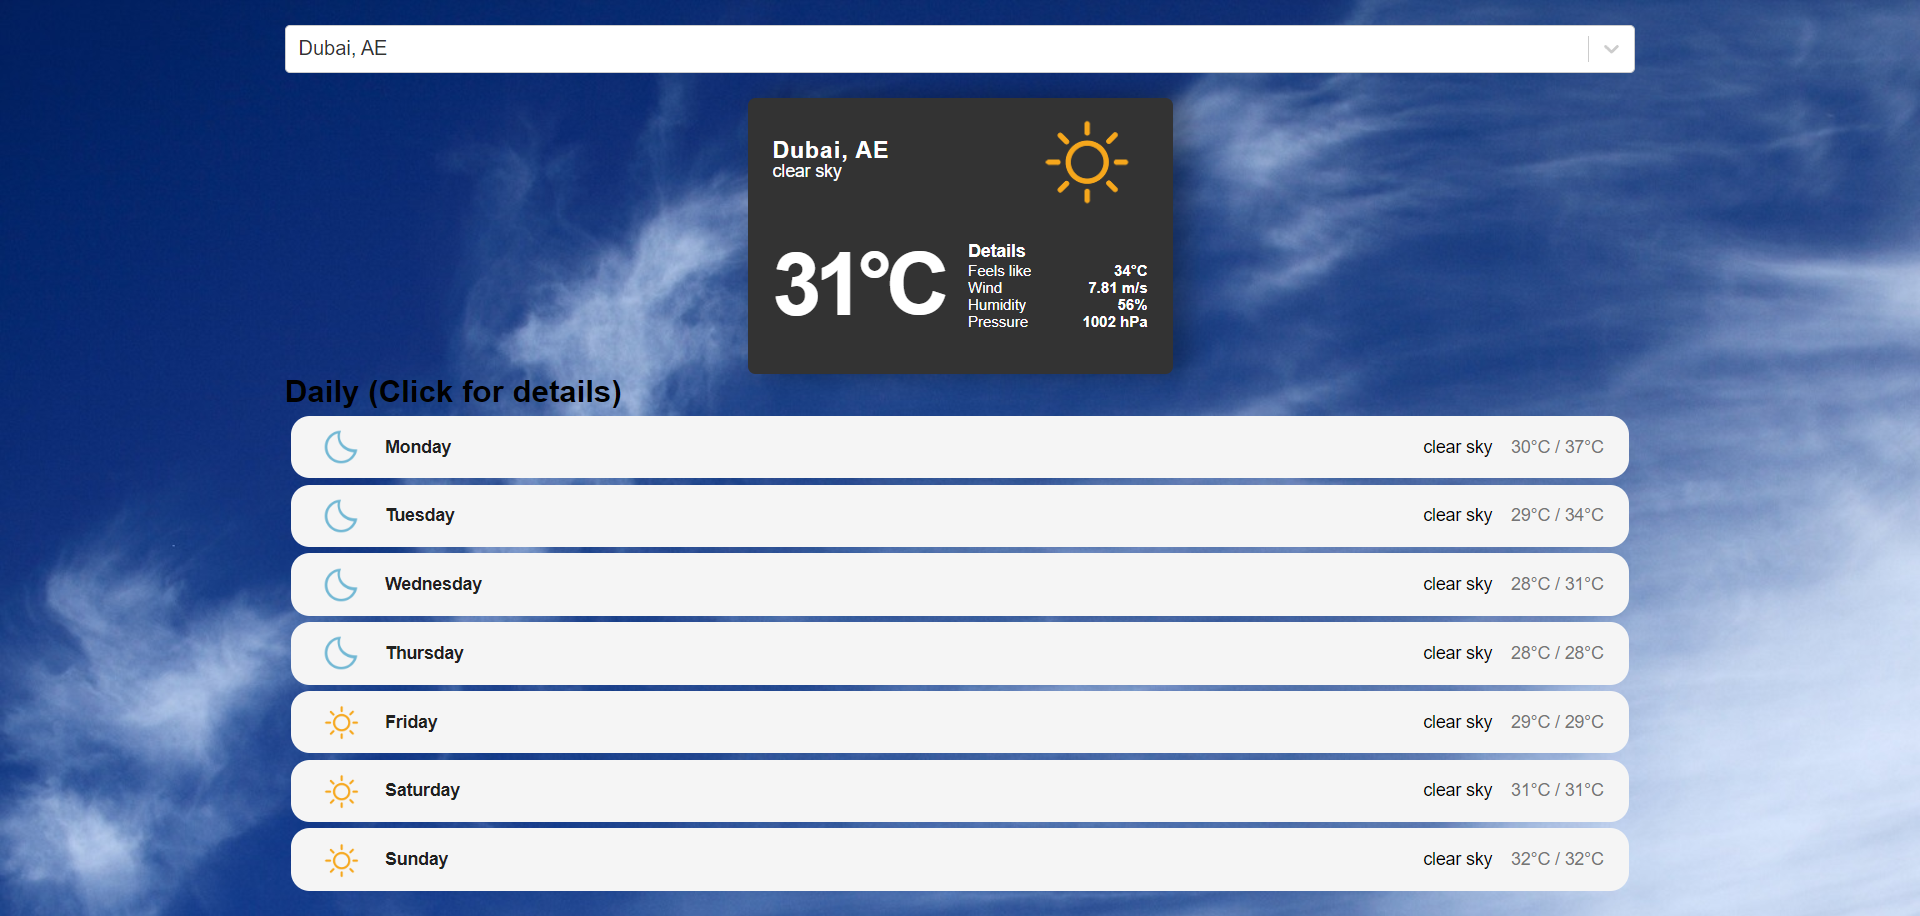 Dubai, AE
Dubai, AE
clear sky
31°C
Details
Feels like 34°C
Wind 7.81 m/s
Humidity 56%
Pressure 1002 hPa
Daily (Click for details)
Monday clear sky 30°C / 37°C
Tuesday clear sky 29°C / 34°C
Wednesday clear sky 28°C / 31°C
Thursday clear sky 28°C / 28°C
Friday clear sky 29°C / 29°C
Saturday clear sky 31°C / 31°C
Sunday clear sky 32°C / 32°C